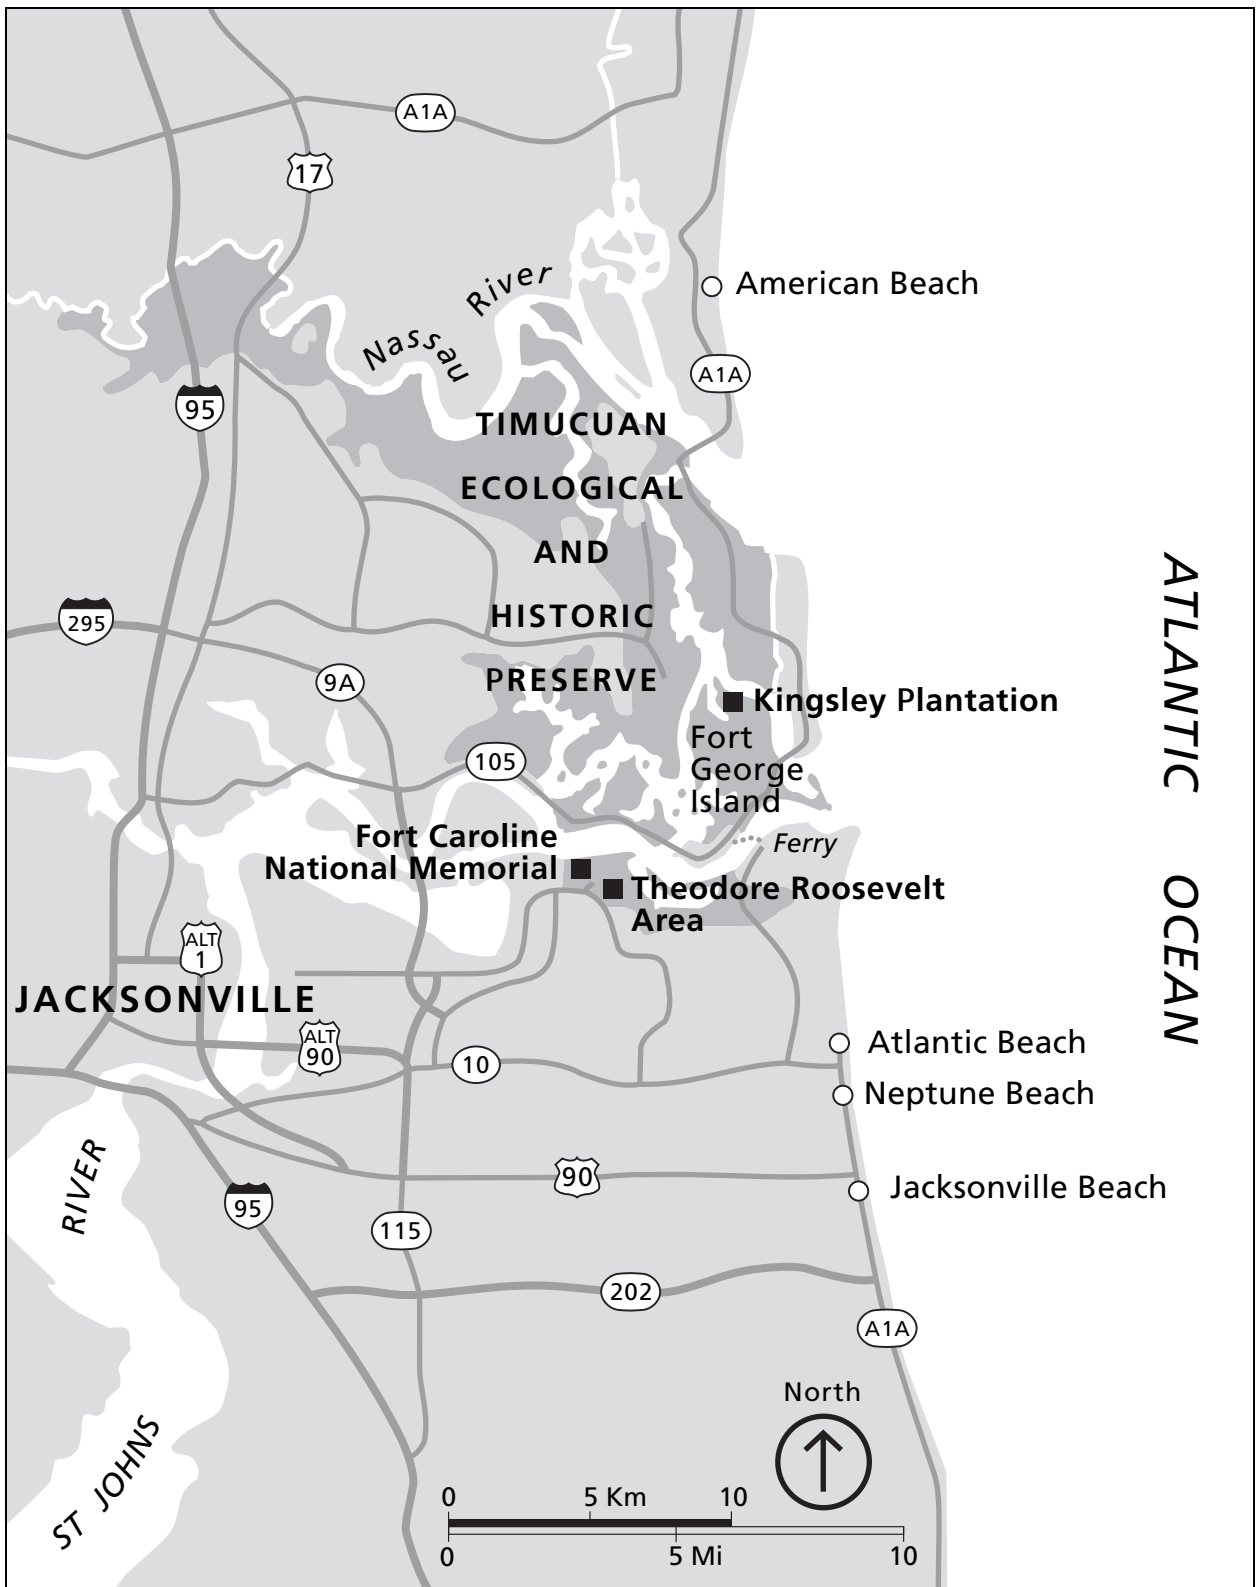 A1A
17
River
Nassau
American Beach
A1A
95
TIMUCUAN
ECOLOGICAL
AND
HISTORIC
PRESERVE
295
9A
Kingsley Plantation
Fort
George
Island
105
ATLANTIC OCEAN
Fort Caroline
National Memorial
Ferry
Theodore Roosevelt
Area
ALT
1
JACKSONVILLE
ALT
90
10
Atlantic Beach
Neptune Beach
90
Jacksonville Beach
95
115
202
A1A
ST JOHNS RIVER
North
0 5 Km 10
0 5 Mi 10